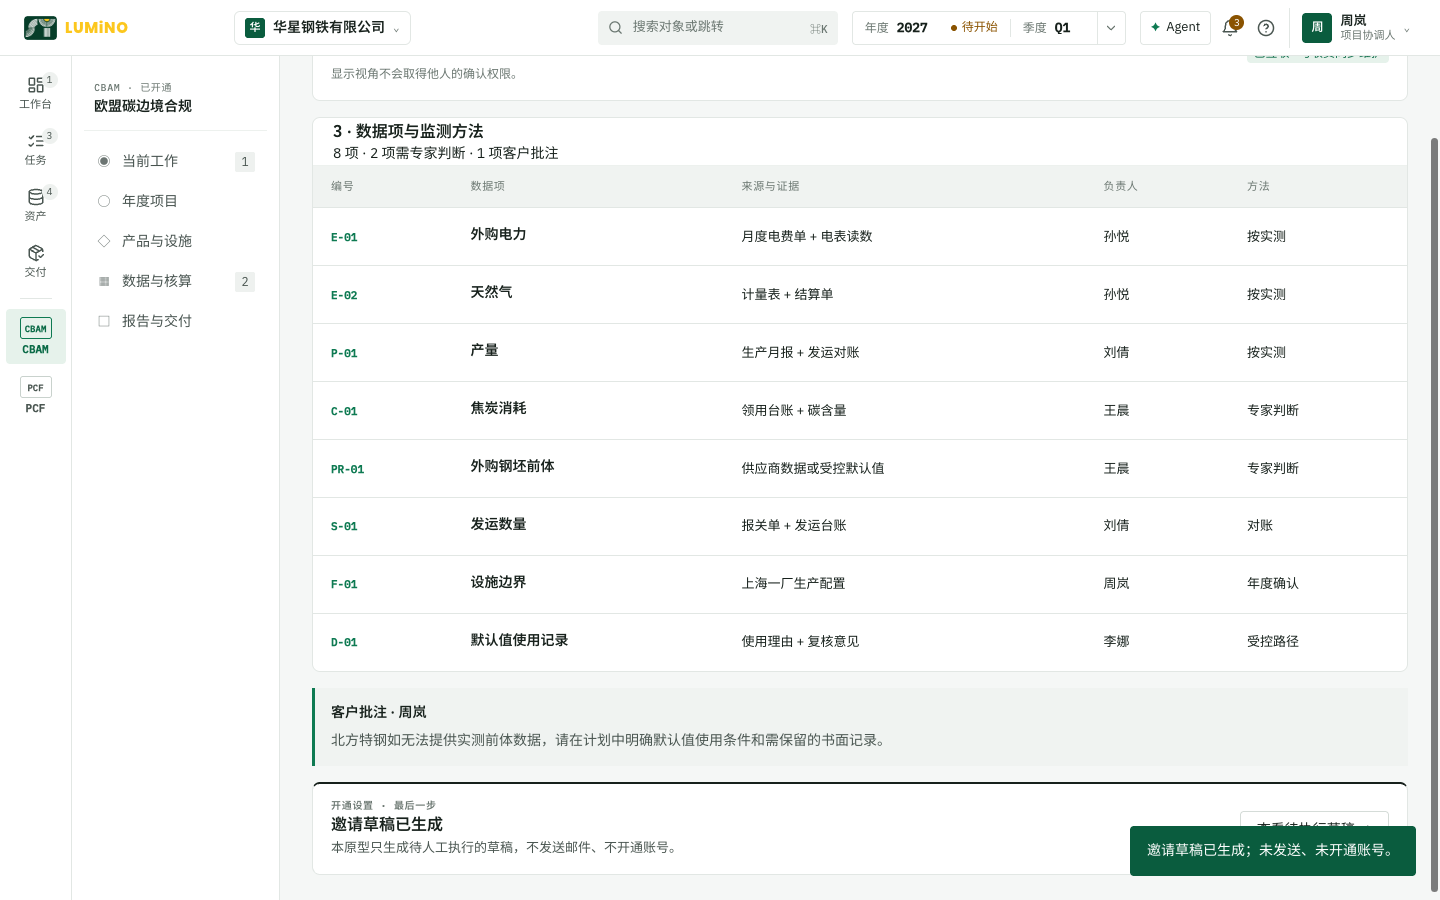 LUMiNO
华 华星钢铁有限公司
搜索对象或跳转 ⌘K
年度 2027 待开始 季度 Q1
Agent
3
周 周岚
项目协调人
1
工作台
3
任务
4
资产
交付
CBAM
CBAM
PCF
PCF
CBAM · 已开通
欧盟碳边境合规
当前工作 1
年度项目
产品与设施
数据与核算 2
报告与交付
显示视角不会取得他人的确认权限。
3 · 数据项与监测方法
8 项 · 2 项需专家判断 · 1 项客户批注
编号 数据项 来源与证据 负责人 方法
E-01 外购电力 月度电费单 + 电表读数 孙悦 按实测
E-02 天然气 计量表 + 结算单 孙悦 按实测
P-01 产量 生产月报 + 发运对账 刘倩 按实测
C-01 焦炭消耗 领用台账 + 碳含量 王晨 专家判断
PR-01 外购钢坯前体 供应商数据或受控默认值 王晨 专家判断
S-01 发运数量 报关单 + 发运台账 刘倩 对账
F-01 设施边界 上海一厂生产配置 周岚 年度确认
D-01 默认值使用记录 使用理由 + 复核意见 李娜 受控路径
客户批注 · 周岚
北方特钢如无法提供实测前体数据，请在计划中明确默认值使用条件和需保留的书面记录。
开通设置 · 最后一步
邀请草稿已生成
本原型只生成待人工执行的草稿，不发送邮件、不开通账号。
邀请草稿已生成；未发送、未开通账号。